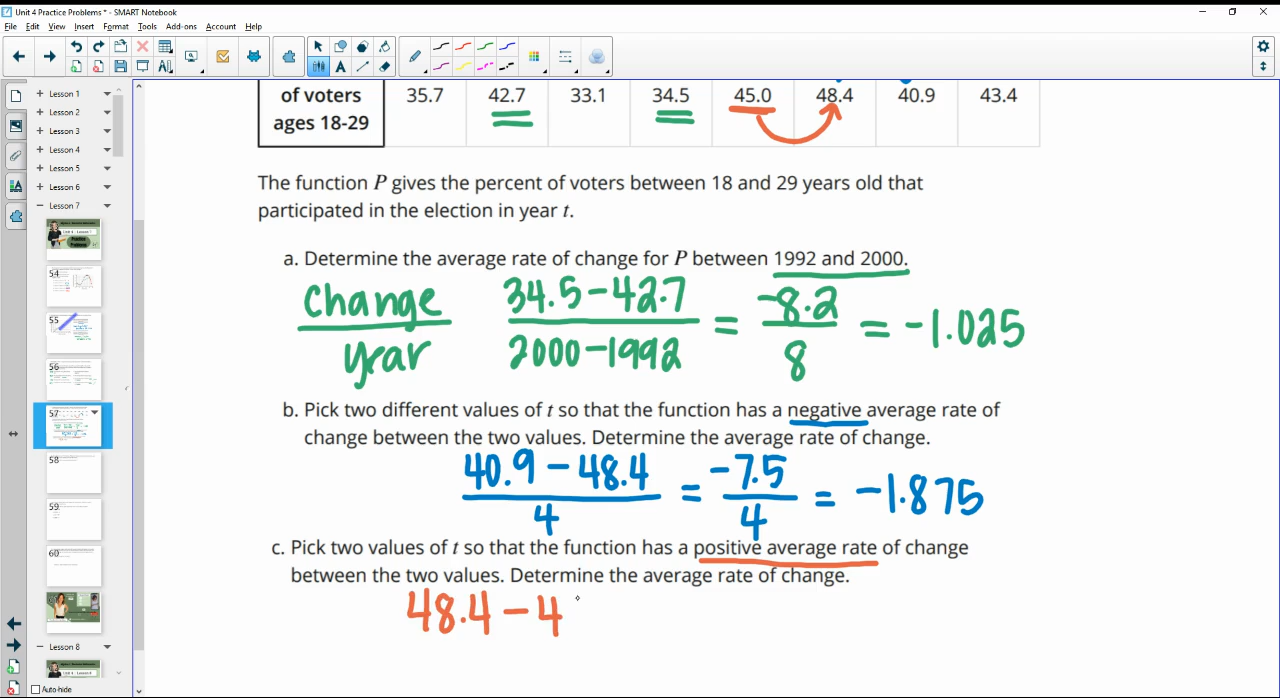 Unit 4 Practice Problems * - SMART Notebook
File Edit View Insert Format Tools Add-ons Account Help
Lesson 1
Lesson 2
Lesson 3
Lesson 4
Lesson 5
Lesson 6
Lesson 7
54
55
56
57
58
59
60
Lesson 8
Auto-hide
of voters ages 18-29 35.7 42.7 33.1 34.5 45.0 48.4 40.9 43.4
The function P gives the percent of voters between 18 and 29 years old that
participated in the election in year t.
a. Determine the average rate of change for P between 1992 and 2000.
change/year 34.5-42.7/2000-1992 = -8.2/8 = -1.025
b. Pick two different values of t so that the function has a negative average rate of
change between the two values. Determine the average rate of change.
40.9-48.4/4 = -7.5/4 = -1.875
c. Pick two values of t so that the function has a positive average rate of change
between the two values. Determine the average rate of change.
48.4-4